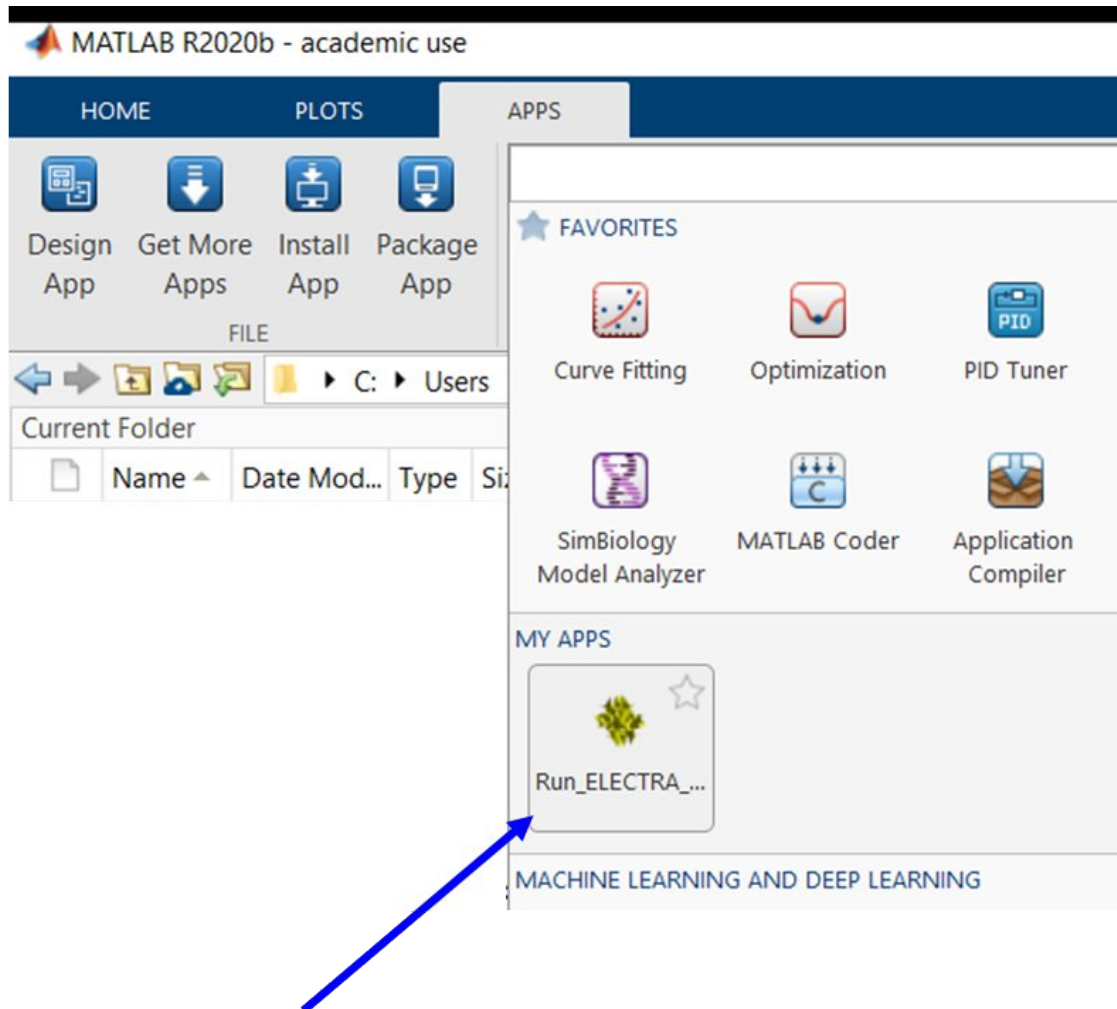 MATLAB R2020b - academic use
HOME PLOTS APPS
Design App
Get More Apps
Install App
Package App
FILE
C: Users
Current Folder
Name Date Mod... Type
FAVORITES
Curve Fitting
Optimization
PID Tuner
PID
SimBiology
Model Analyzer
C
MATLAB Coder
Application
Compiler
MY APPS
Run_ELECTRA_...
MACHINE LEARNING AND DEEP LEARNING